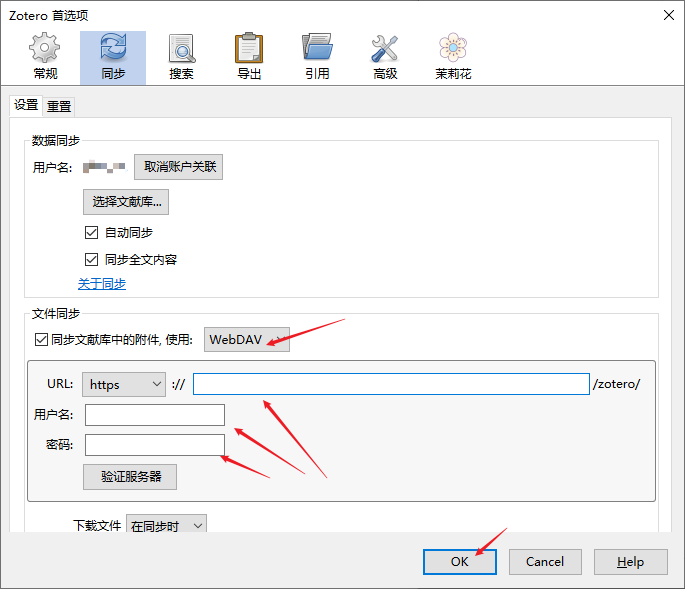 Zotero 首选项
常规 同步 搜索 导出 引用 高级 茉莉花
设置 重置
数据同步
用户名: 取消账户关联
选择文献库...
自动同步
同步全文内容
关于同步
文件同步
同步文献库中的附件, 使用: WebDAV
URL: https :// /zotero/
用户名:
密码:
验证服务器
下载文件 在同步时
OK Cancel Help